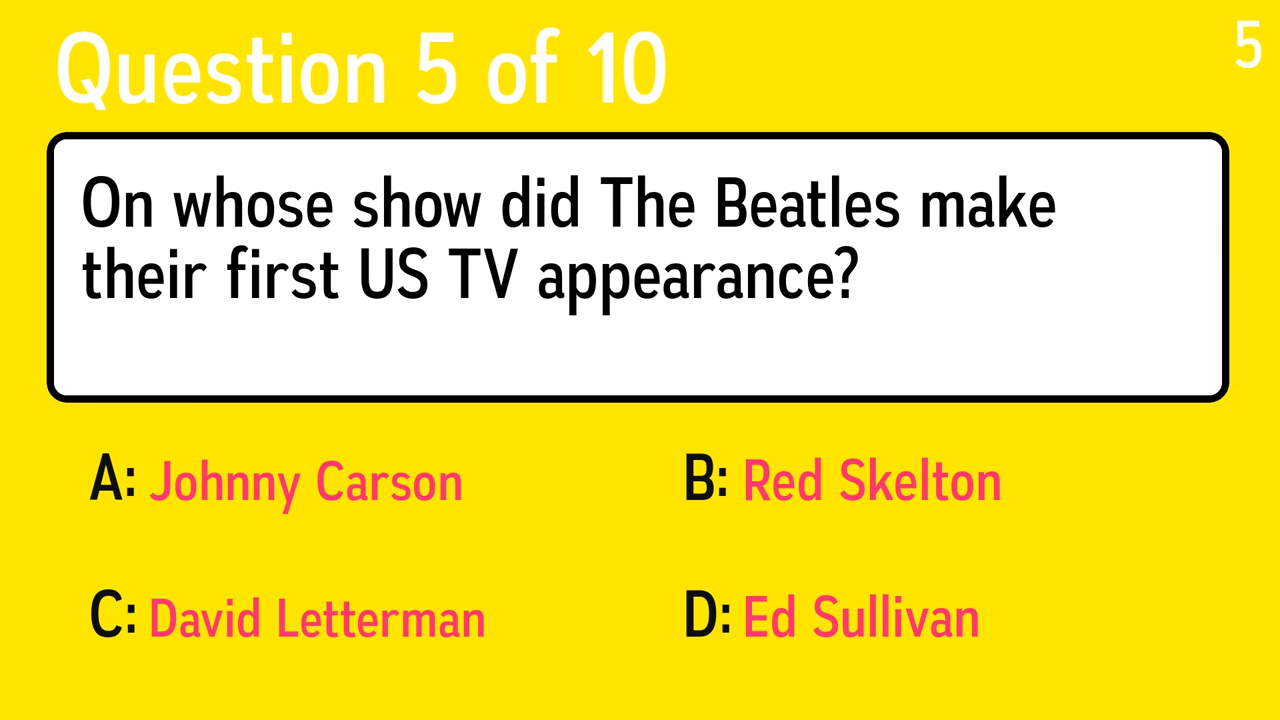 Question 5 of 10
5
On whose show did The Beatles make
their first US TV appearance?
A: Johnny Carson
B: Red Skelton
C: David Letterman
D: Ed Sullivan